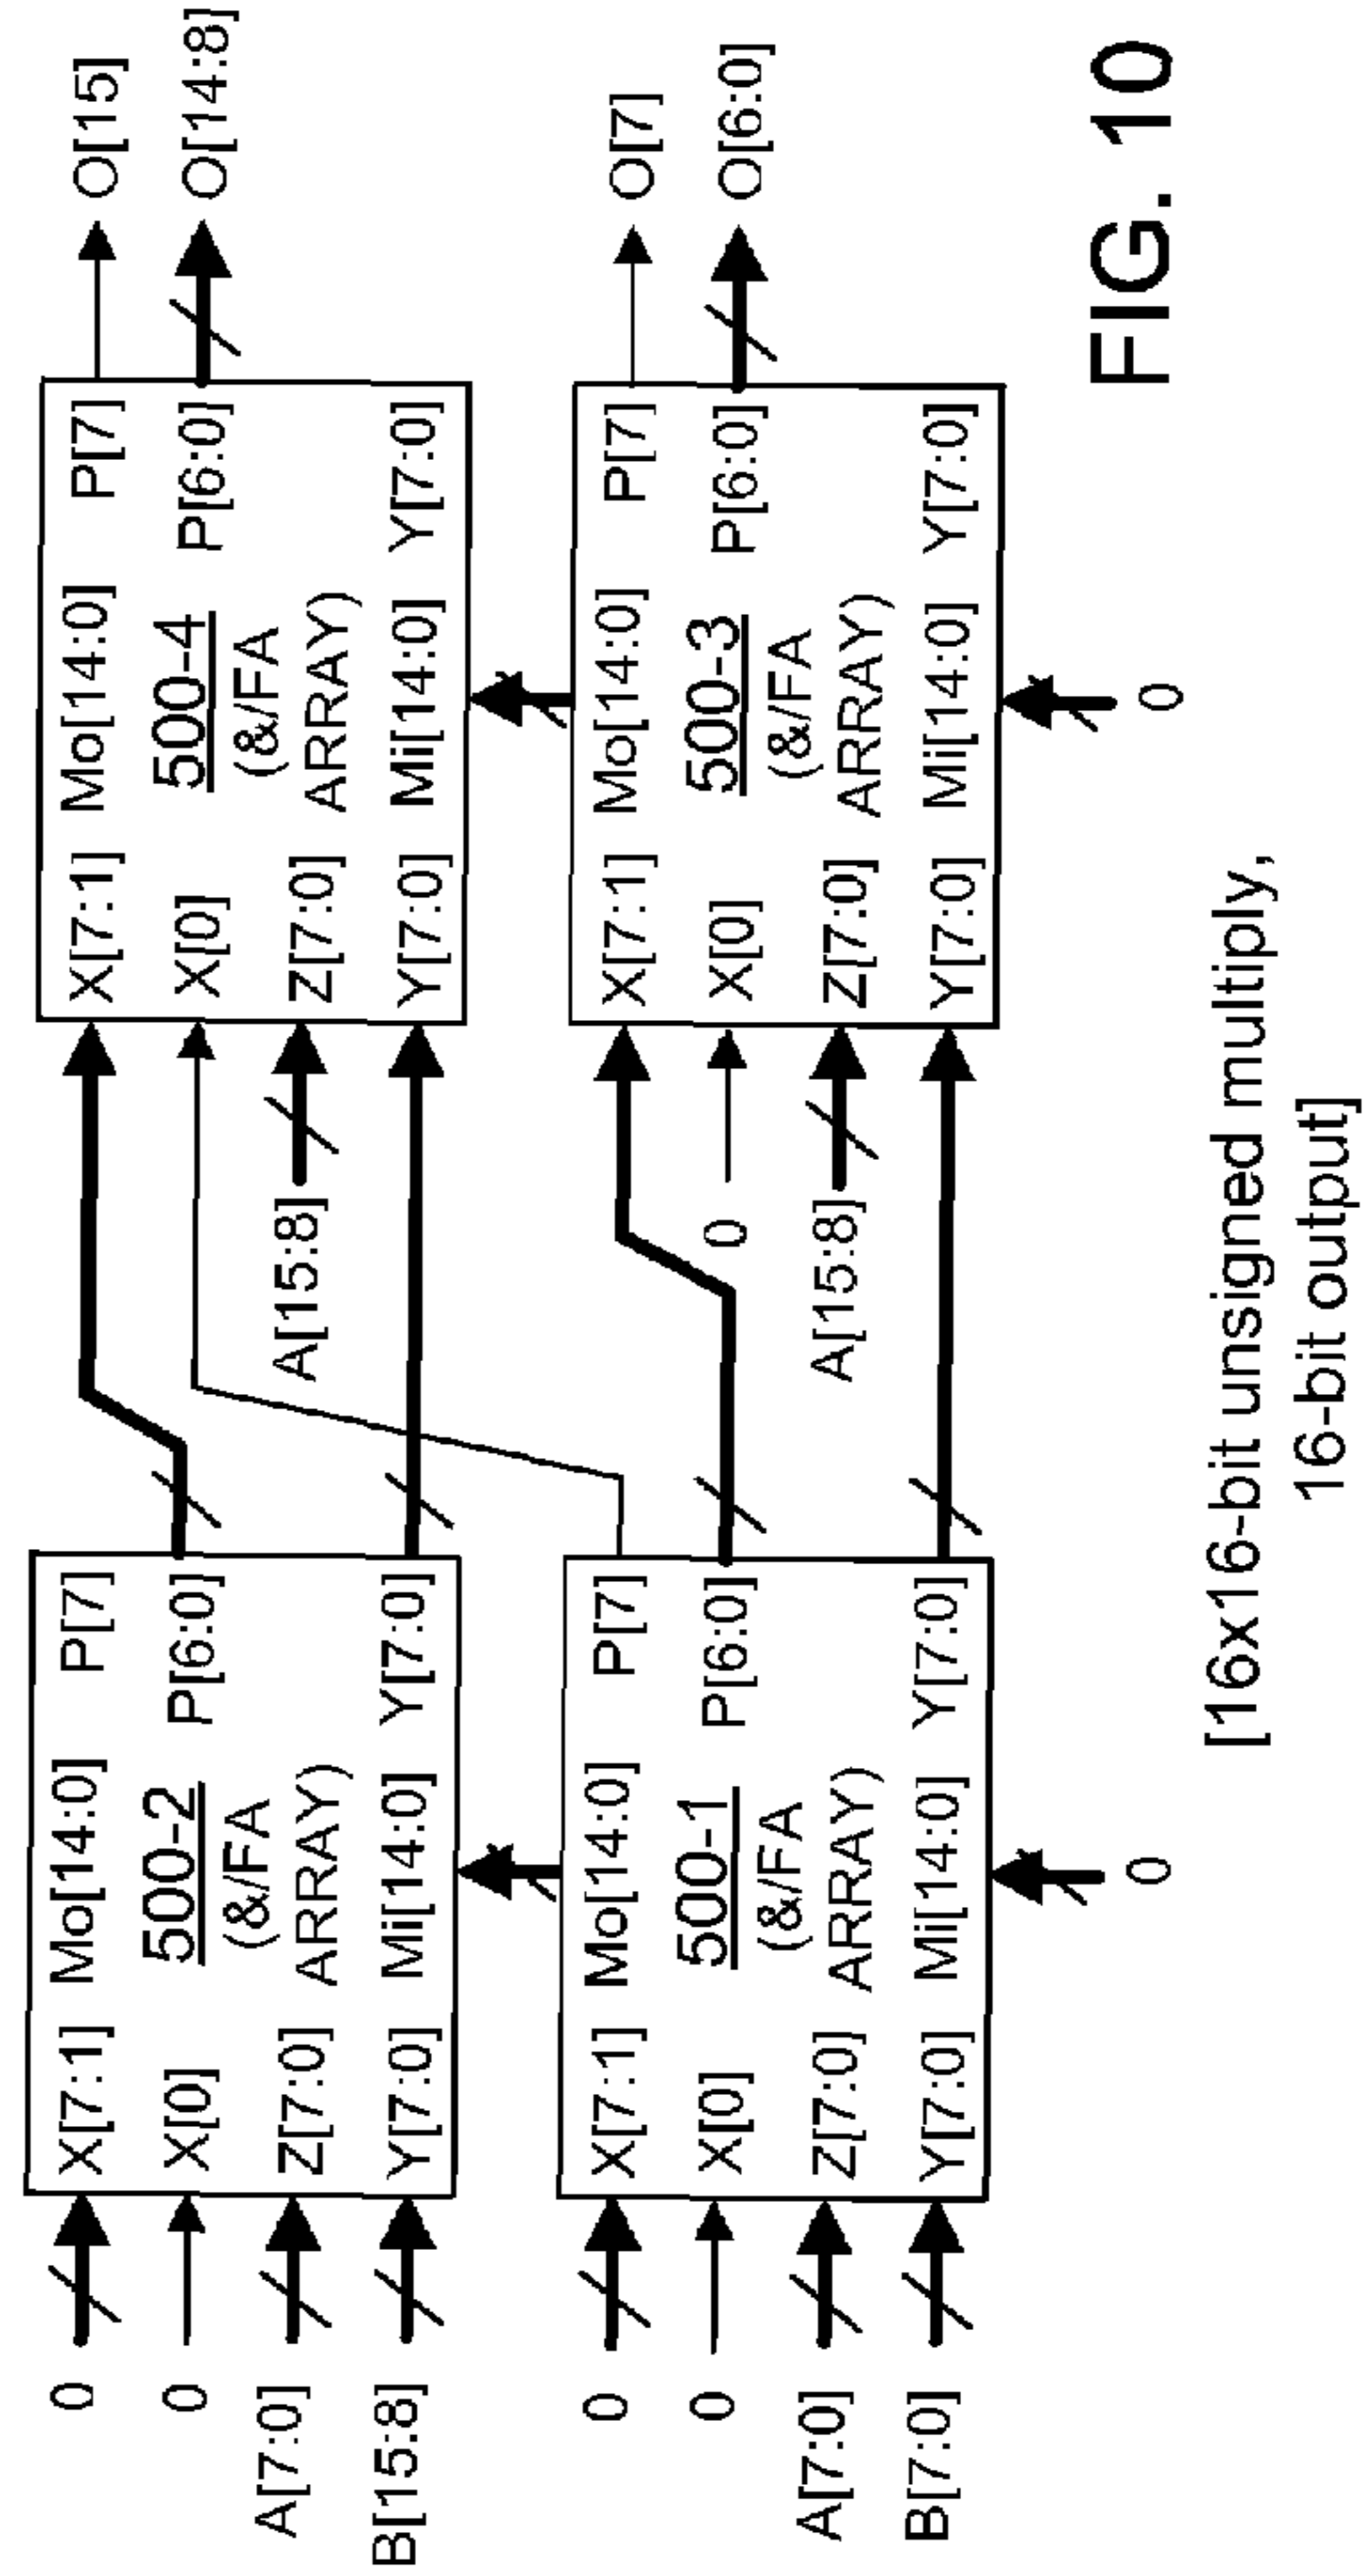 0
0
A[7:0]
B[15:8]
X[7:1] Mo[14:0] P[7]
X[0] 500-2 P[6:0]
(&/FA
Z[7:0] ARRAY)
Y[7:0] Mi[14:0] Y[7:0]
A[15:8]
X[7:1] Mo[14:0] P[7]
X[0] 500-4 P[6:0]
(&/FA
Z[7:0] ARRAY)
Y[7:0] Mi[14:0] Y[7:0]
O[15]
O[14:8]
0
0
A[7:0]
B[7:0]
X[7:1] Mo[14:0] P[7]
X[0] 500-1 P[6:0]
(&/FA
Z[7:0] ARRAY)
Y[7:0] Mi[14:0] Y[7:0]
0
0
A[15:8]
X[7:1] Mo[14:0] P[7]
X[0] 500-3 P[6:0]
(&/FA
Z[7:0] ARRAY)
Y[7:0] Mi[14:0] Y[7:0]
0
O[7]
O[6:0]
[16x16-bit unsigned multiply,
16-bit output]
FIG. 10